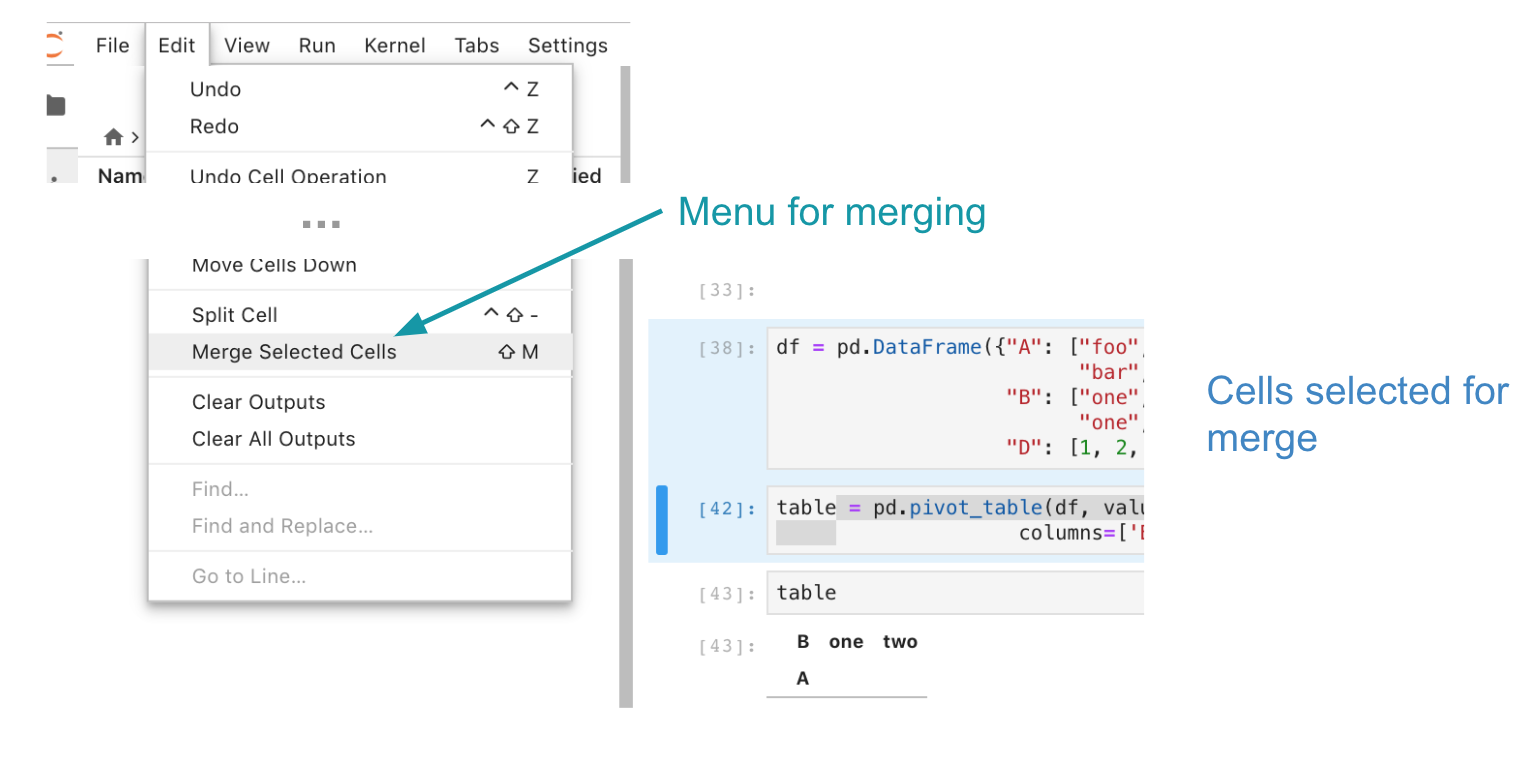 File Edit View Run Kernel Tabs Settings
Undo ^ ⇧ Z
Redo ^ ⇧ Z
Nam Undo Cell Operation Z ied
...
Menu for merging
Move Cells Down
Split Cell ^ ⇧ -
Merge Selected Cells ⇧ M
Clear Outputs
Clear All Outputs
Find...
Find and Replace...
Go to Line...
[33]:
[38]: df = pd.DataFrame({"A": ["foo",
"bar",
"B": ["one",
"one",
"D": [1, 2,
[42]: table = pd.pivot_table(df, valu
columns=['B
[43]: table
[43]: B one two
A
Cells selected for
merge